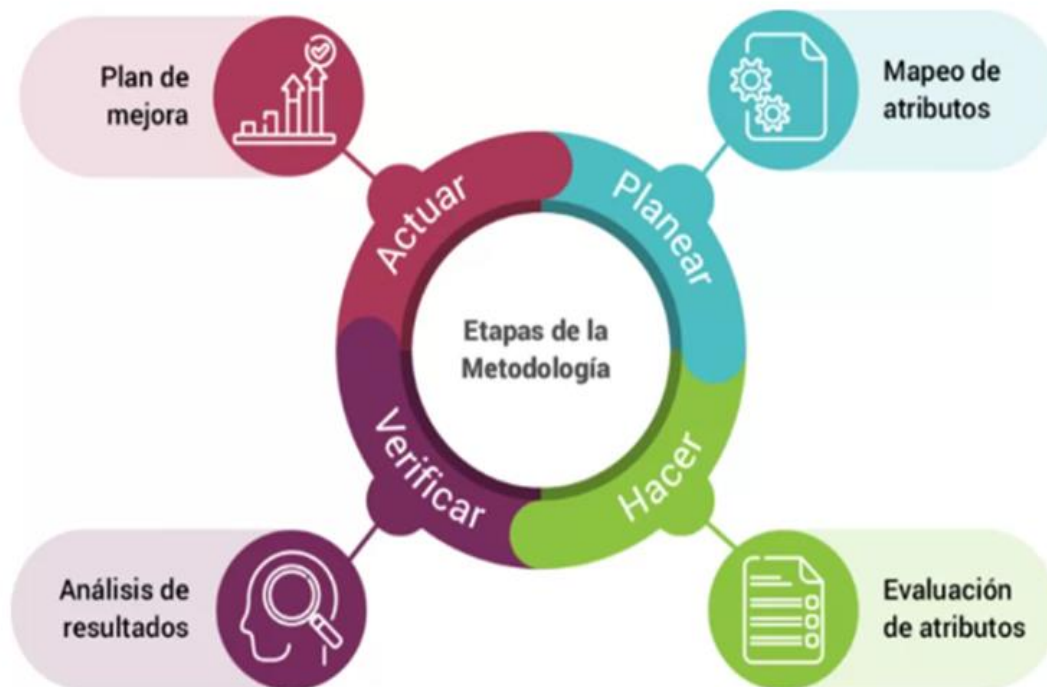 Plan de
mejora
Mapeo de
atributos
Actuar
Planear
Etapas de la
Metodología
Verificar
Hacer
Análisis de
resultados
Evaluación
de atributos